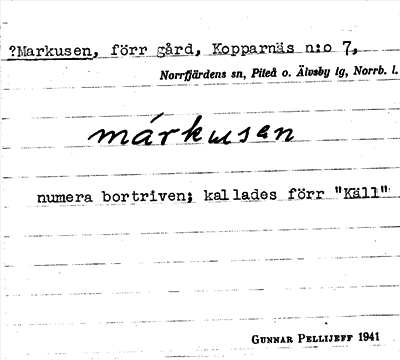 ?Markusen, förr gård, Kopparnäs n:o 7,
Norrfjärdens sn, Piteå o. Älvsby tg, Norrb. l.
márkusen
numera bortriven; kallades förr "Käll"
GUNNAR PELLIJEFF 1941